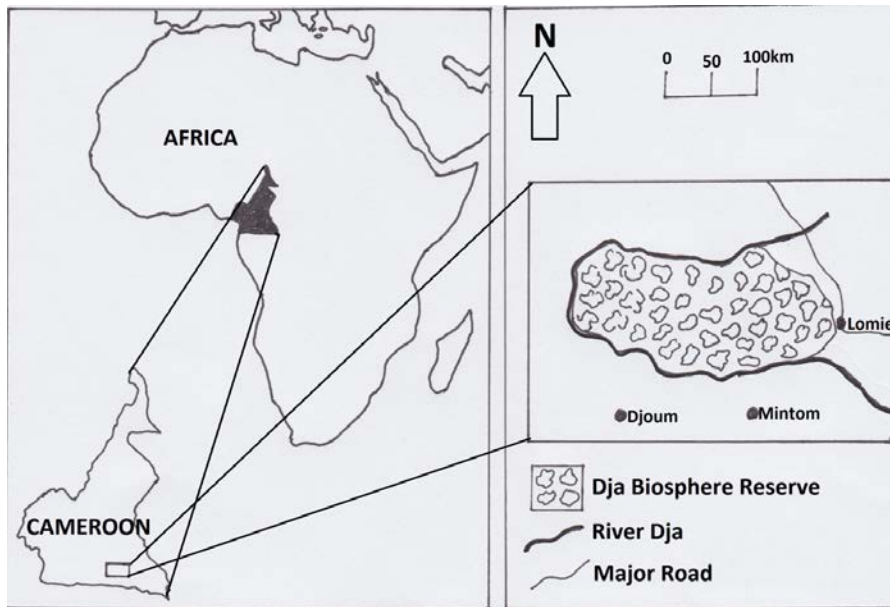 AFRICA
CAMEROON
N
0 50 100km
Lomie
Djoum
Mintom
Dja Biosphere Reserve
River Dja
Major Road